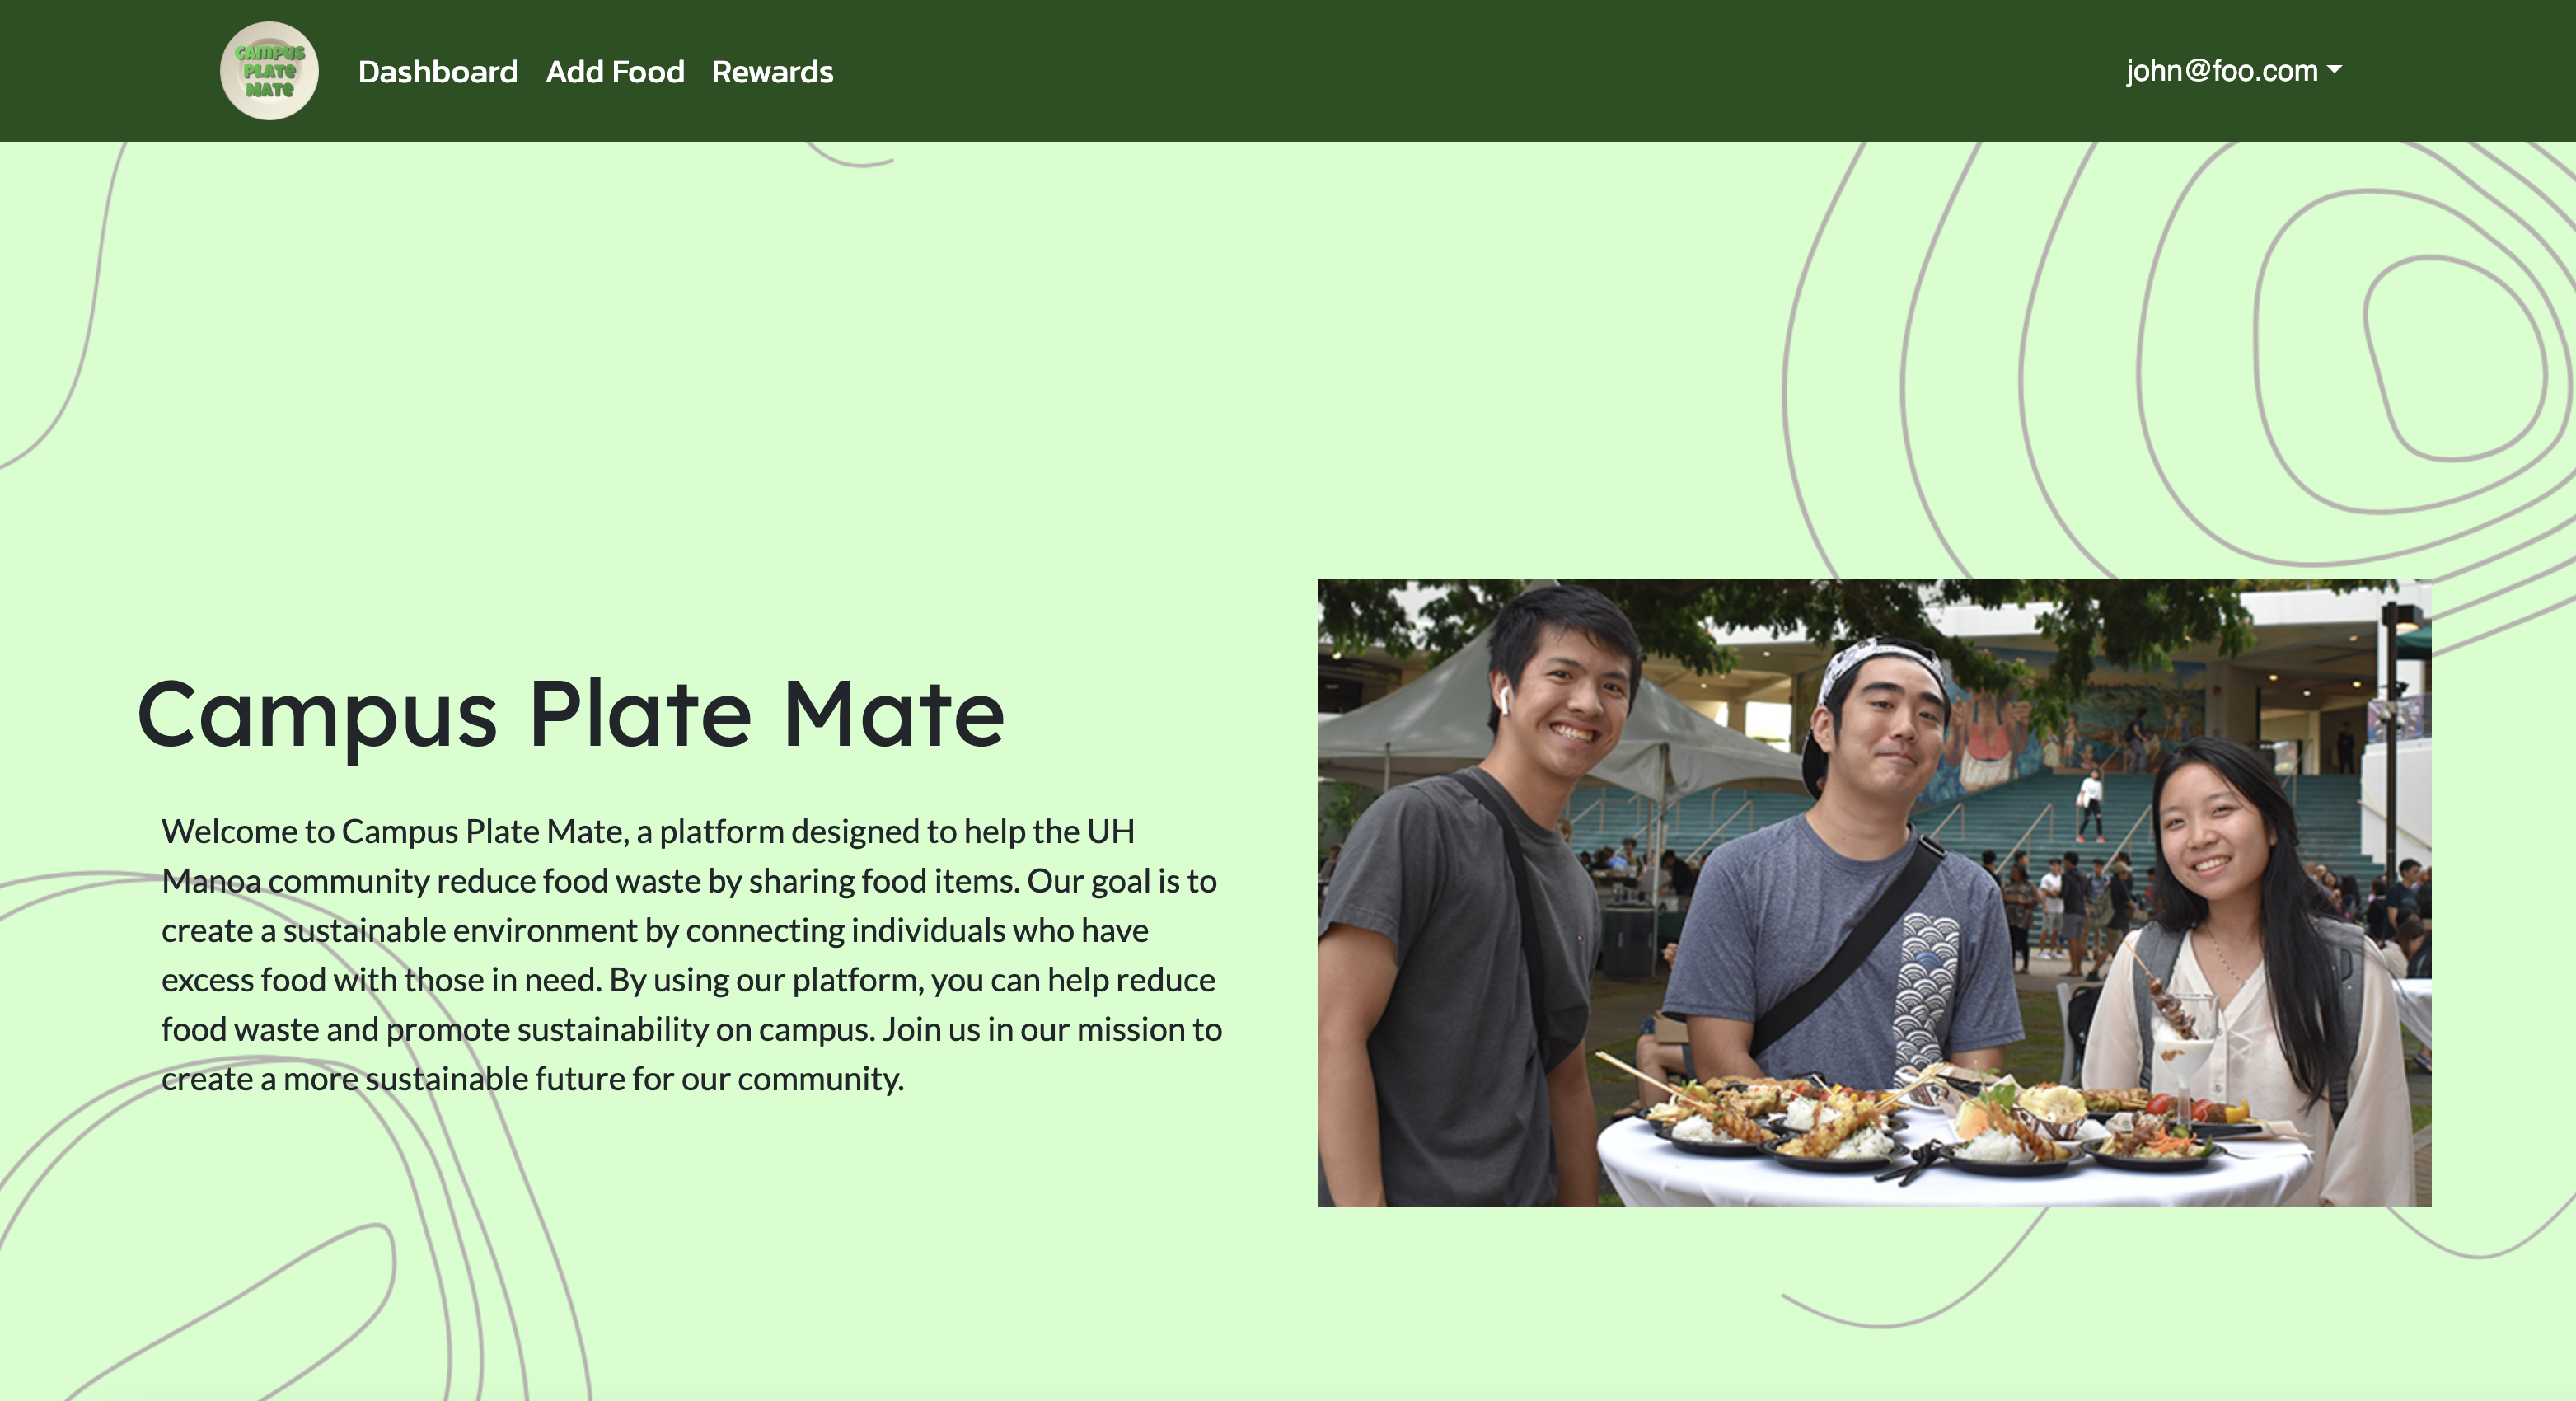 CAMPUS
PLATE
MATE
Dashboard Add Food Rewards
john@foo.com
Campus Plate Mate
Welcome to Campus Plate Mate, a platform designed to help the UH
Manoa community reduce food waste by sharing food items. Our goal is to
create a sustainable environment by connecting individuals who have
excess food with those in need. By using our platform, you can help reduce
food waste and promote sustainability on campus. Join us in our mission to
create a more sustainable future for our community.